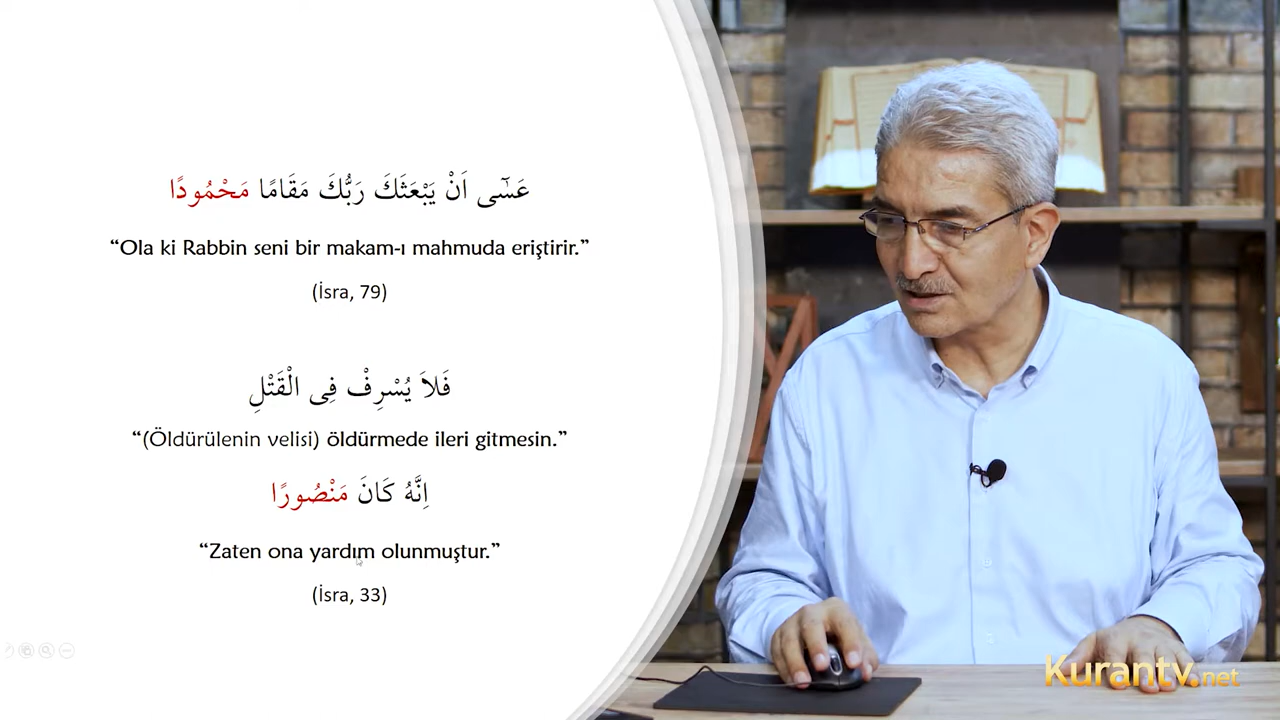 عَسٰٓى اَنْ يَبْعَثَكَ رَبُّكَ مَقَامًا مَحْمُودًا
“Ola ki Rabbin seni bir makam-ı mahmuda eriştirir.”
(İsra, 79)
فَلاَ يُسْرِفْ فِى الْقَتْلِ
“(Öldürülenin velisi) öldürmede ileri gitmesin.”
اِنَّهُ كَانَ مَنْصُورًا
“Zaten ona yardım olunmuştur.”
(İsra, 33)
Kurantv.net